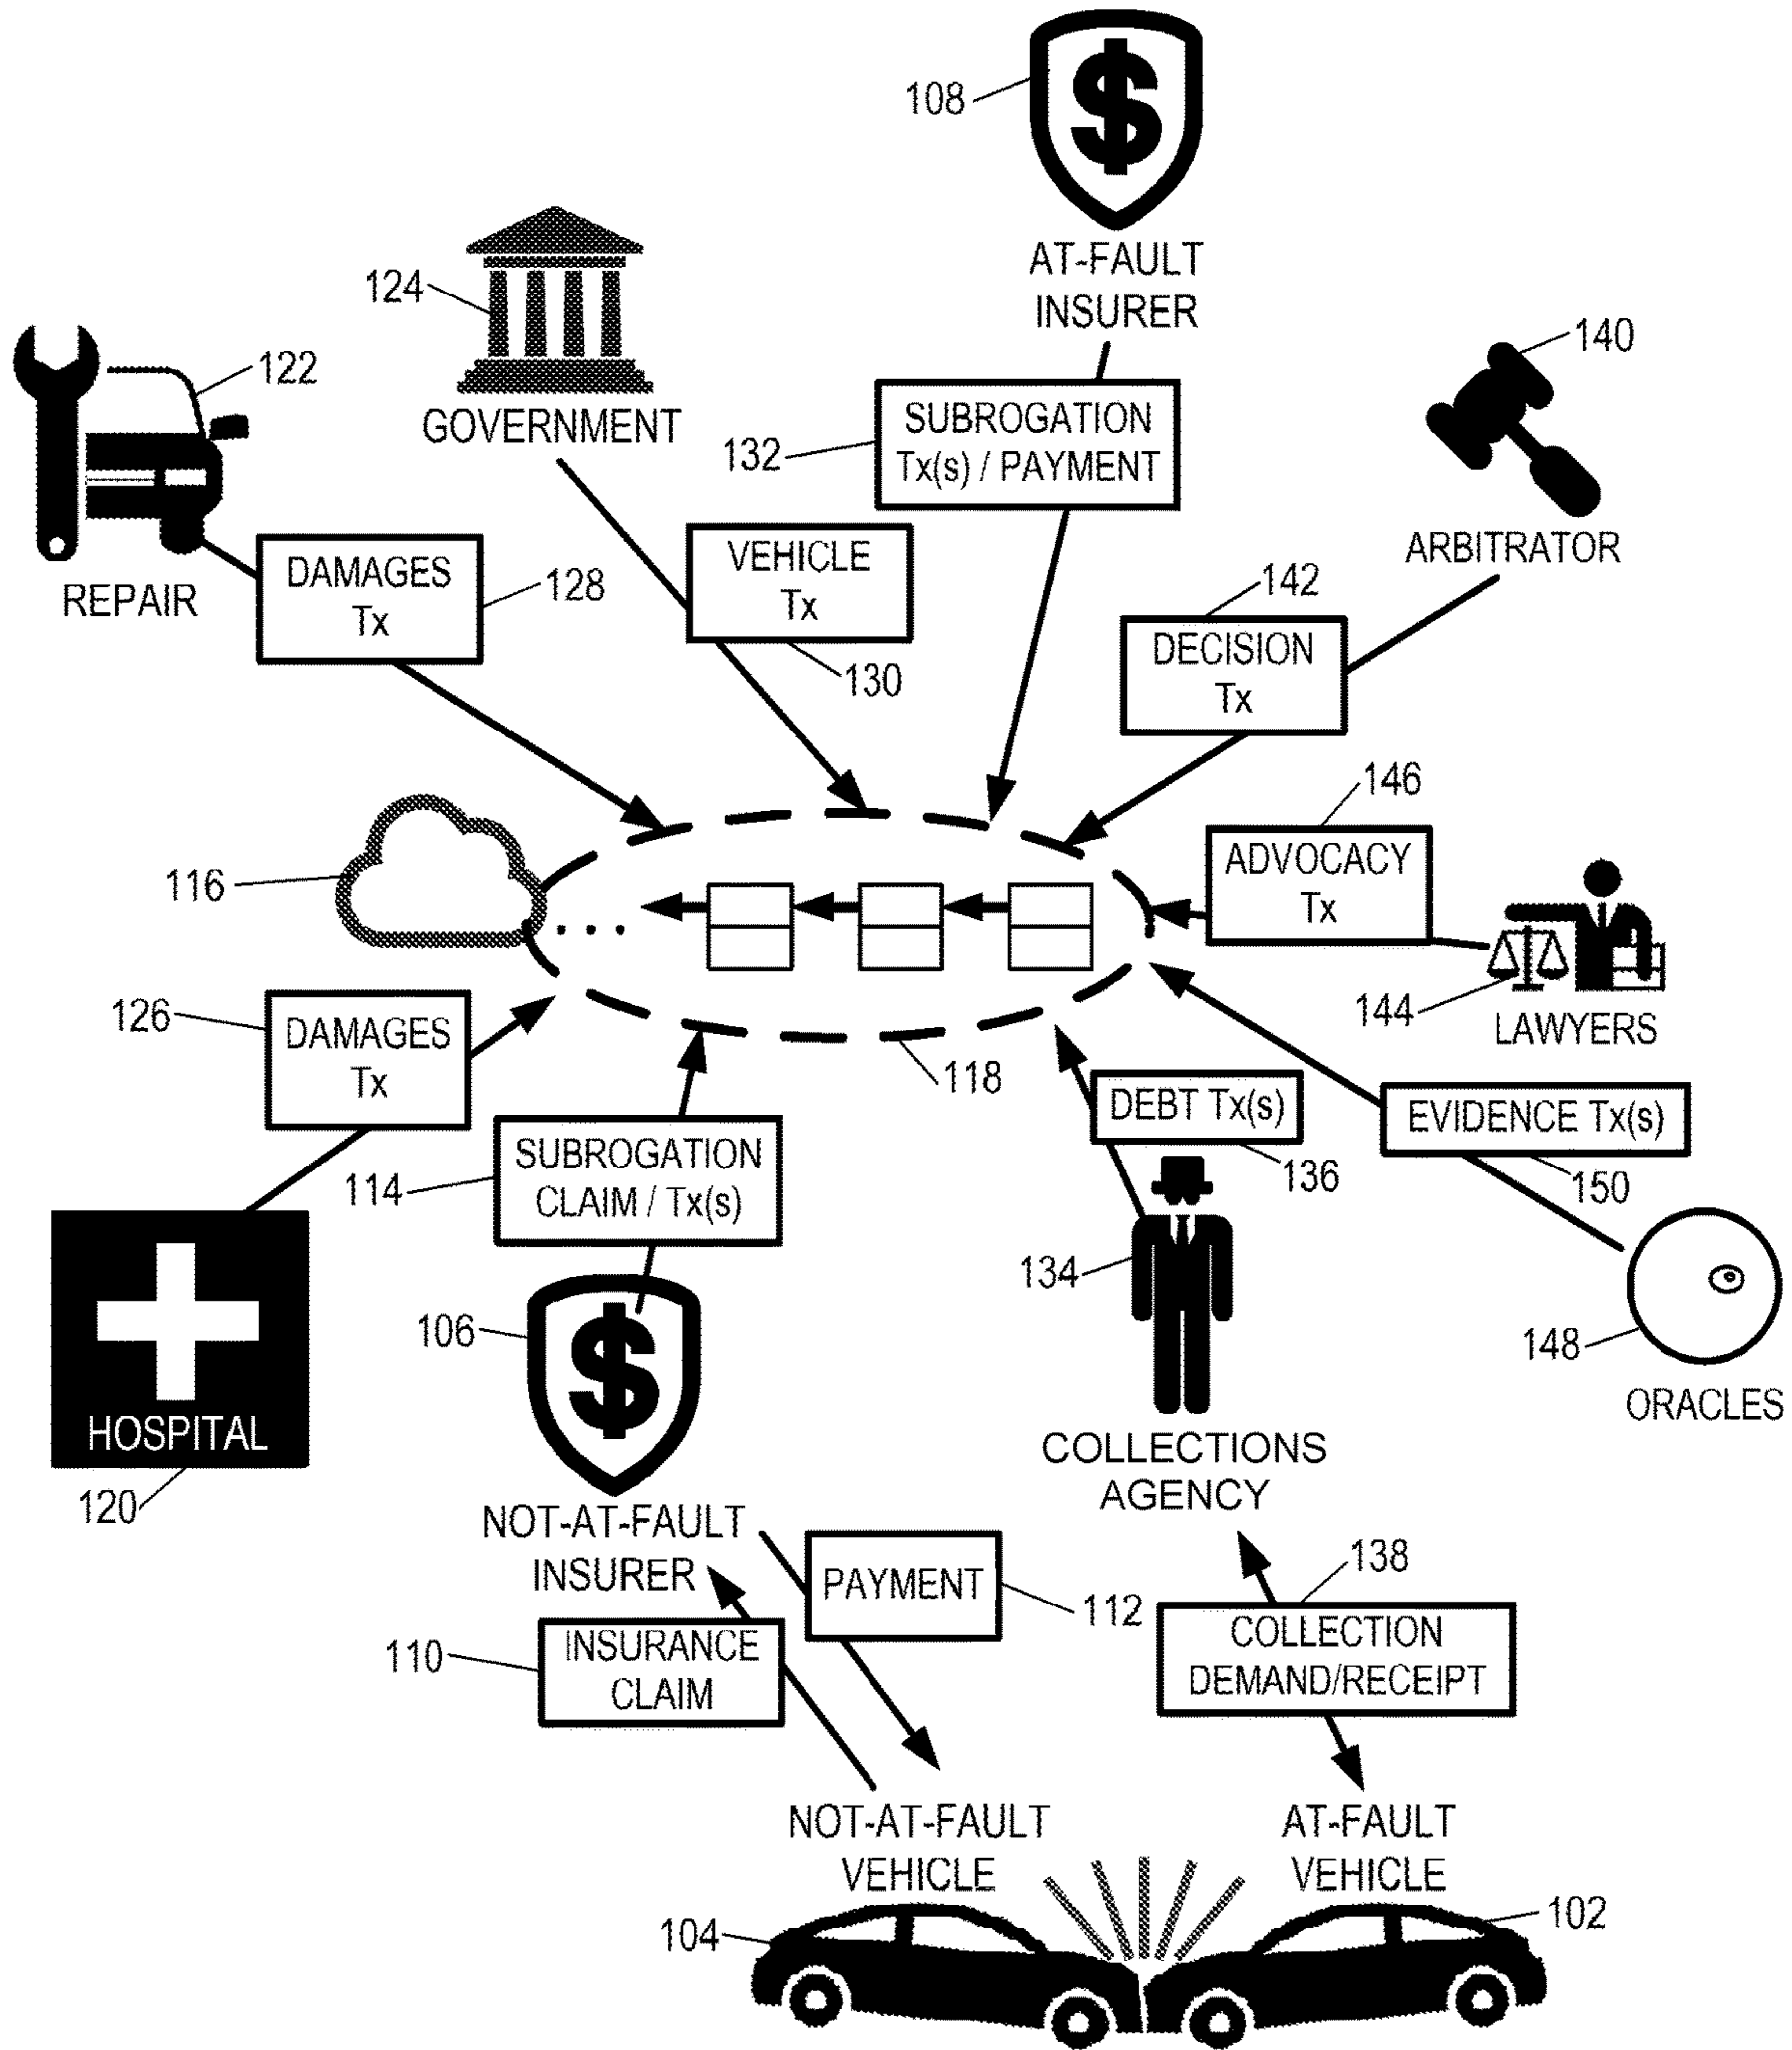 108
AT-FAULT
INSURER
124
GOVERNMENT
140
ARBITRATOR
122
REPAIR
132
SUBROGATION
Tx(s) / PAYMENT
DAMAGES
Tx
128
VEHICLE
Tx
130
142
DECISION
Tx
146
ADVOCACY
Tx
116
...
144
LAWYERS
126
DAMAGES
Tx
118
DEBT Tx(s)
136
EVIDENCE Tx(s)
150
114
SUBROGATION
CLAIM / Tx(s)
134
148
ORACLES
106
HOSPITAL
120
COLLECTIONS
AGENCY
NOT-AT-FAULT
INSURER
PAYMENT
112
138
COLLECTION
DEMAND/RECEIPT
110
INSURANCE
CLAIM
NOT-AT-FAULT
VEHICLE
AT-FAULT
VEHICLE
104
102
$
$